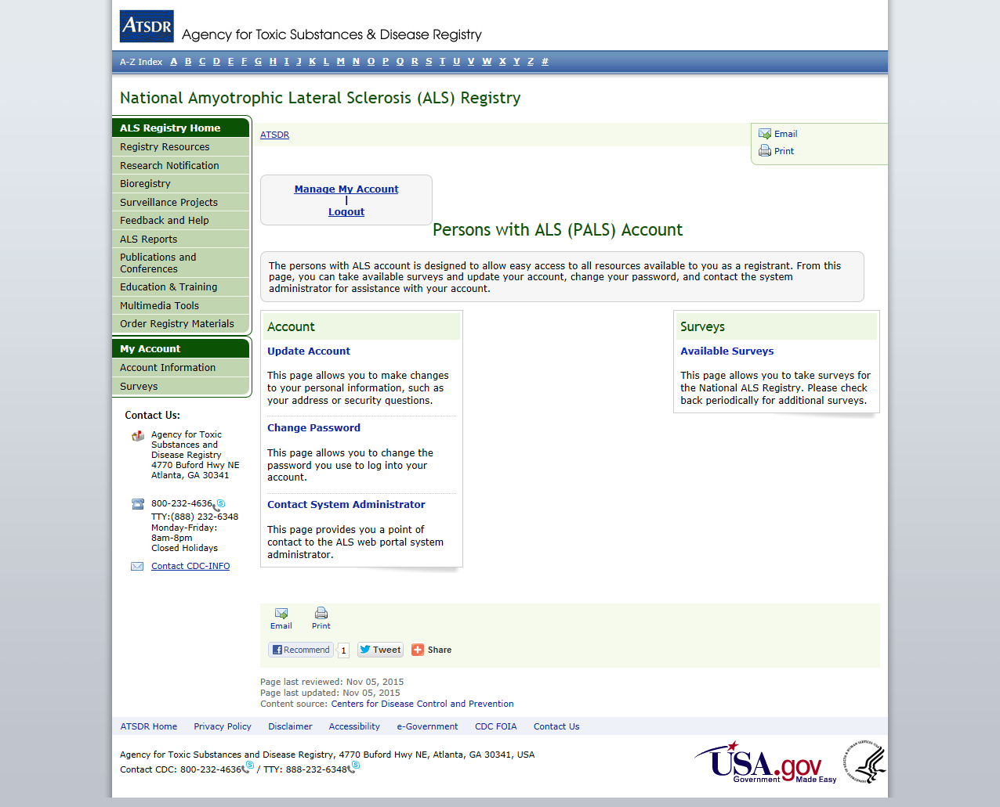 ATSDR
Agency for Toxic Substances & Disease Registry
A-Z Index A B C D E F G H I J K L M N O P Q R S T U V W X Y Z #
National Amyotrophic Lateral Sclerosis (ALS) Registry
ALS Registry Home
Registry Resources
Research Notification
Bioregistry
Surveillance Projects
Feedback and Help
ALS Reports
Publications and
Conferences
Education & Training
Multimedia Tools
Order Registry Materials
My Account
Account Information
Surveys
Contact Us:
Agency for Toxic
Substances and
Disease Registry
4770 Buford Hwy NE
Atlanta, GA 30341
800-232-4636
TTY:(888) 232-6348
Monday-Friday:
8am-8pm
Closed Holidays
Contact CDC-INFO
ATSDR
Email
Print
Manage My Account
|
Logout
Persons with ALS (PALS) Account
The persons with ALS account is designed to allow easy access to all resources available to you as a registrant. From this
page, you can take available surveys and update your account, change your password, and contact the system
administrator for assistance with your account.
Account
Update Account
This page allows you to make changes
to your personal information, such as
your address or security questions.
Change Password
This page allows you to change the
password you use to log into your
account.
Contact System Administrator
This page provides you a point of
contact to the ALS web portal system
administrator.
Surveys
Available Surveys
This page allows you to take surveys for
the National ALS Registry. Please check
back periodically for additional surveys.
Email Print
Recommend 1 Tweet Share
Page last reviewed: Nov 05, 2015
Page last updated: Nov 05, 2015
Content source: Centers for Disease Control and Prevention
ATSDR Home Privacy Policy Disclaimer Accessibility e-Government CDC FOIA Contact Us
Agency for Toxic Substances and Disease Registry, 4770 Buford Hwy NE, Atlanta, GA 30341, USA
Contact CDC: 800-232-4636 / TTY: 888-232-6348
USA.gov
Government Made Easy